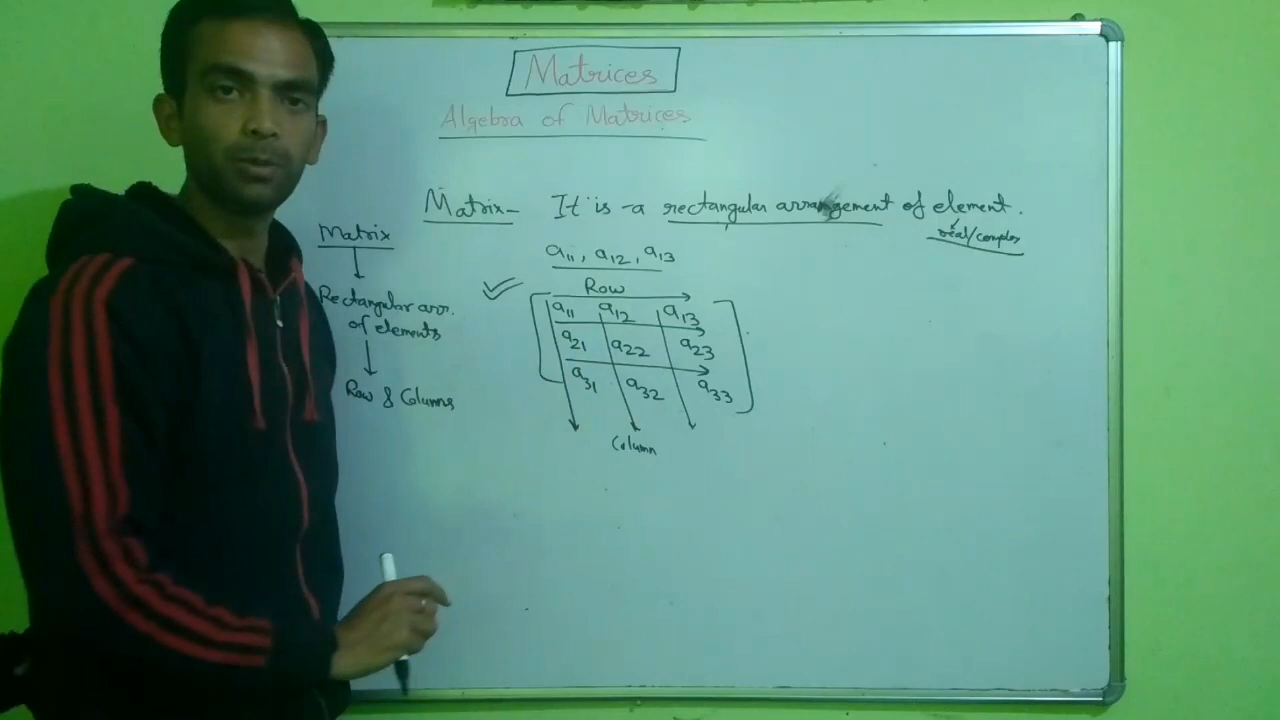 Matrices
Algebra of Matrices
Matrix- It is a rectangular arrangement of element.
real/complex
Matrix
Rectangular arr.
of elements
Row & Columns
a11, a12, a13
Row
a11 a12 a13
a21 a22 a23
a31 a32 a33
Column